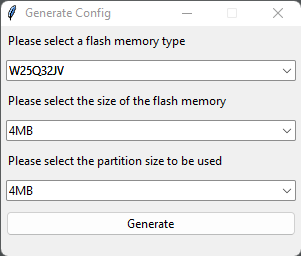 Generate Config
Please select a flash memory type
W25Q32JV
Please select the size of the flash memory
4MB
Please select the partition size to be used
4MB
Generate